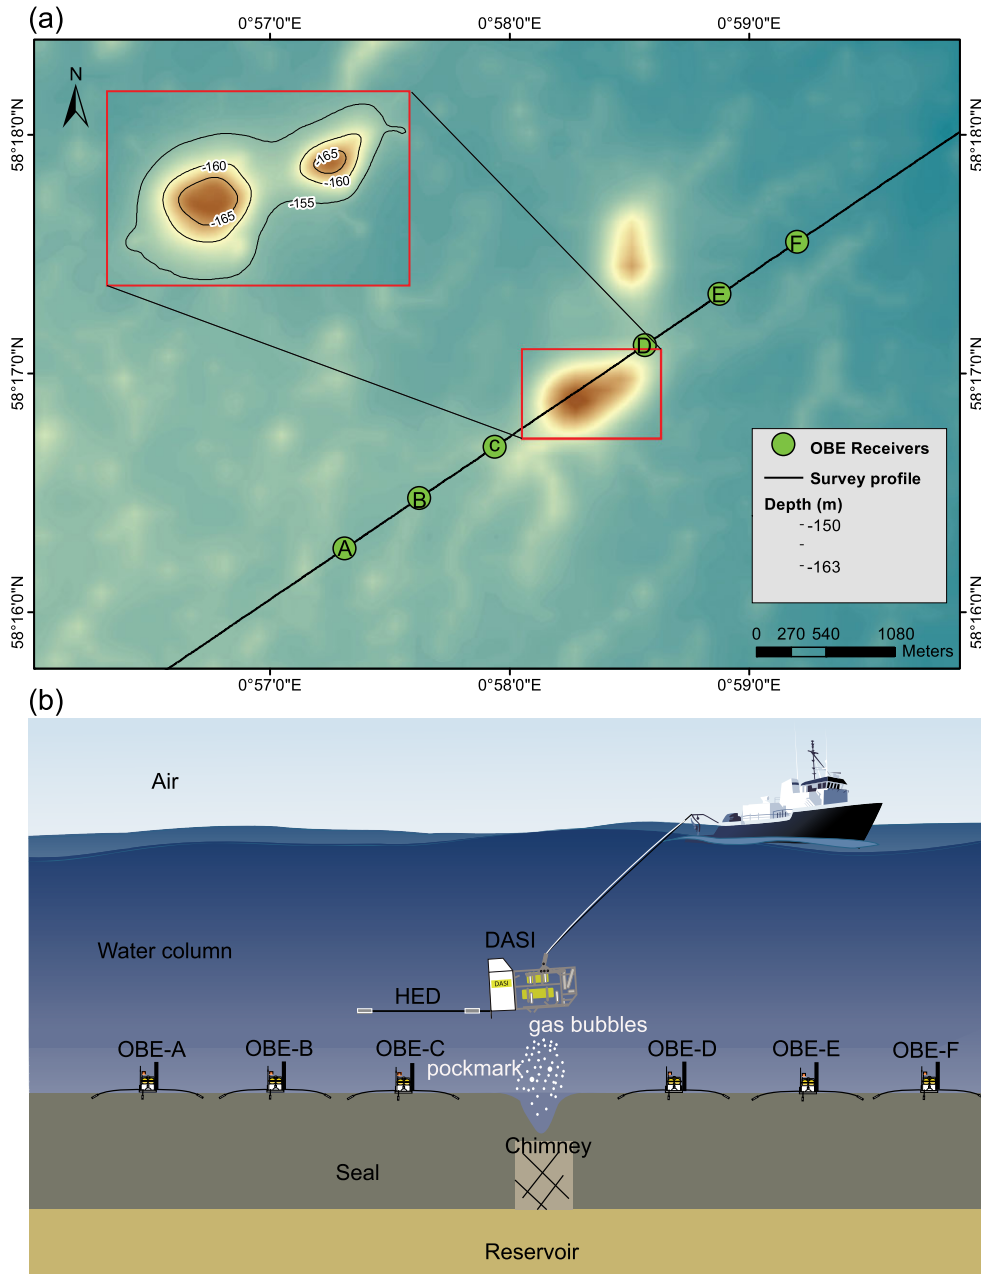 (a)
0°57'0"E
0°58'0"E
0°59'0"E
N
58°18'0"N
58°18'0"N
-160
-165
-165
-160
-155
F
E
D
58°17'0"N
58°17'0"N
C
B
A
OBE Receivers
Survey profile
Depth (m)
-150
-163
58°16'0"N
58°16'0"N
0 270 540 1080
Meters
0°57'0"E
0°58'0"E
0°59'0"E
(b)
Air
Water column
DASI
DASI
HED
gas bubbles
pockmark
OBE-A
OBE-B
OBE-C
OBE-D
OBE-E
OBE-F
Chimney
Seal
Reservoir